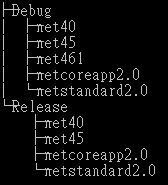 ├─Debug
│  ├─net40
│  ├─net45
│  ├─net461
│  ├─netcoreapp2.0
│  └─netstandard2.0
└─Release
    ├─net40
    ├─net45
    ├─netcoreapp2.0
    └─netstandard2.0